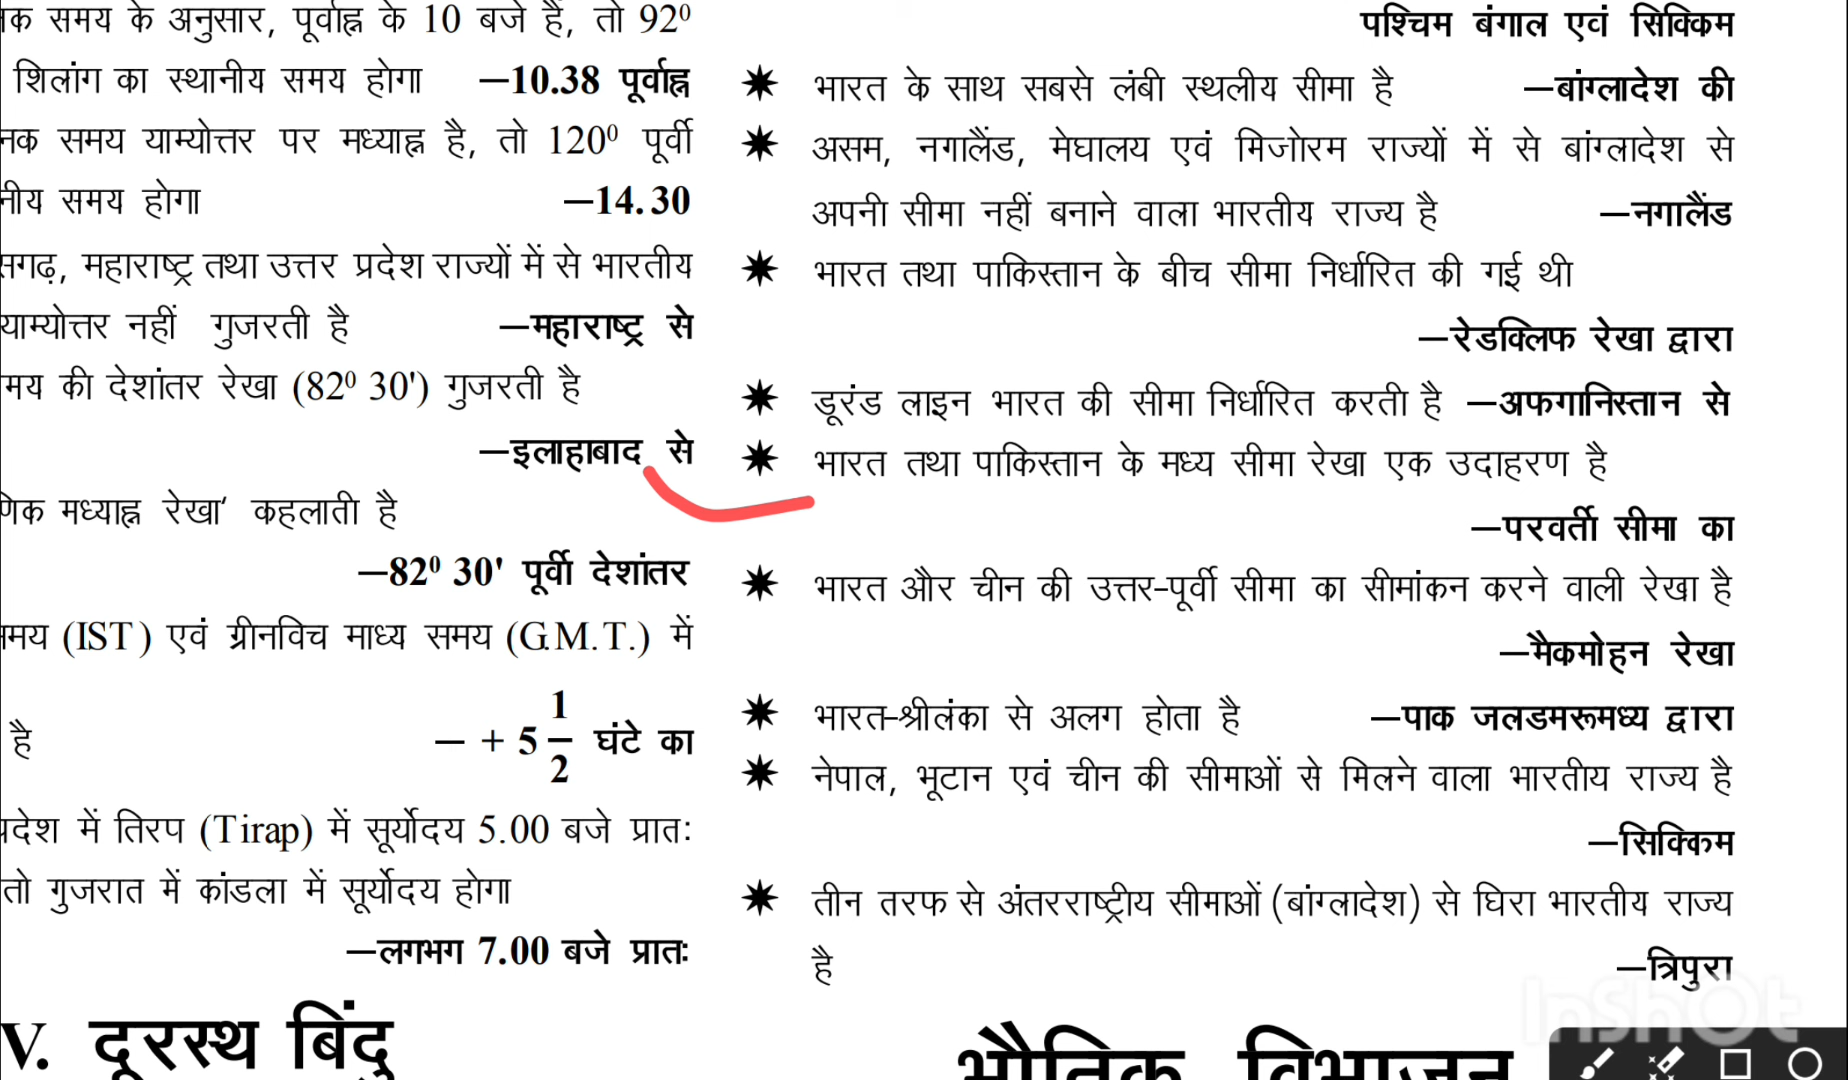 क समय के अनुसार, पूर्वाह्न के 10 बजे हैं, तो 92⁰
शिलांग का स्थानीय समय होगा —10.38 पूर्वाह्न
नक समय याम्योत्तर पर मध्याह्न है, तो 120⁰ पूर्वी
नीय समय होगा —14.30
सगढ़, महाराष्ट्र तथा उत्तर प्रदेश राज्यों में से भारतीय
याम्योत्तर नहीं गुजरती है —महाराष्ट्र से
मय की देशांतर रेखा (82⁰ 30') गुजरती है
—इलाहाबाद से
णिक मध्याह्न रेखा' कहलाती है
—82⁰ 30' पूर्वी देशांतर
मय (IST) एवं ग्रीनविच माध्य समय (G.M.T.) में
है — + 5 1/2 घंटे का
प्रदेश में तिरप (Tirap) में सूर्योदय 5.00 बजे प्रातः
तो गुजरात में कांडला में सूर्योदय होगा
—लगभग 7.00 बजे प्रातः
V. दूरस्थ बिंदु
पश्चिम बंगाल एवं सिक्किम
✷ भारत के साथ सबसे लंबी स्थलीय सीमा है —बांग्लादेश की
✷ असम, नगालैंड, मेघालय एवं मिजोरम राज्यों में से बांग्लादेश से
अपनी सीमा नहीं बनाने वाला भारतीय राज्य है —नगालैंड
✷ भारत तथा पाकिस्तान के बीच सीमा निर्धारित की गई थी
—रेडक्लिफ रेखा द्वारा
✷ डूरंड लाइन भारत की सीमा निर्धारित करती है —अफगानिस्तान से
✷ भारत तथा पाकिस्तान के मध्य सीमा रेखा एक उदाहरण है
—परवर्ती सीमा का
✷ भारत और चीन की उत्तर-पूर्वी सीमा का सीमांकन करने वाली रेखा है
—मैकमोहन रेखा
✷ भारत-श्रीलंका से अलग होता है —पाक जलडमरूमध्य द्वारा
✷ नेपाल, भूटान एवं चीन की सीमाओं से मिलने वाला भारतीय राज्य है
—सिक्किम
✷ तीन तरफ से अंतरराष्ट्रीय सीमाओं (बांग्लादेश) से घिरा भारतीय राज्य
है —त्रिपुरा
भौतिक विभाजन
InShOt